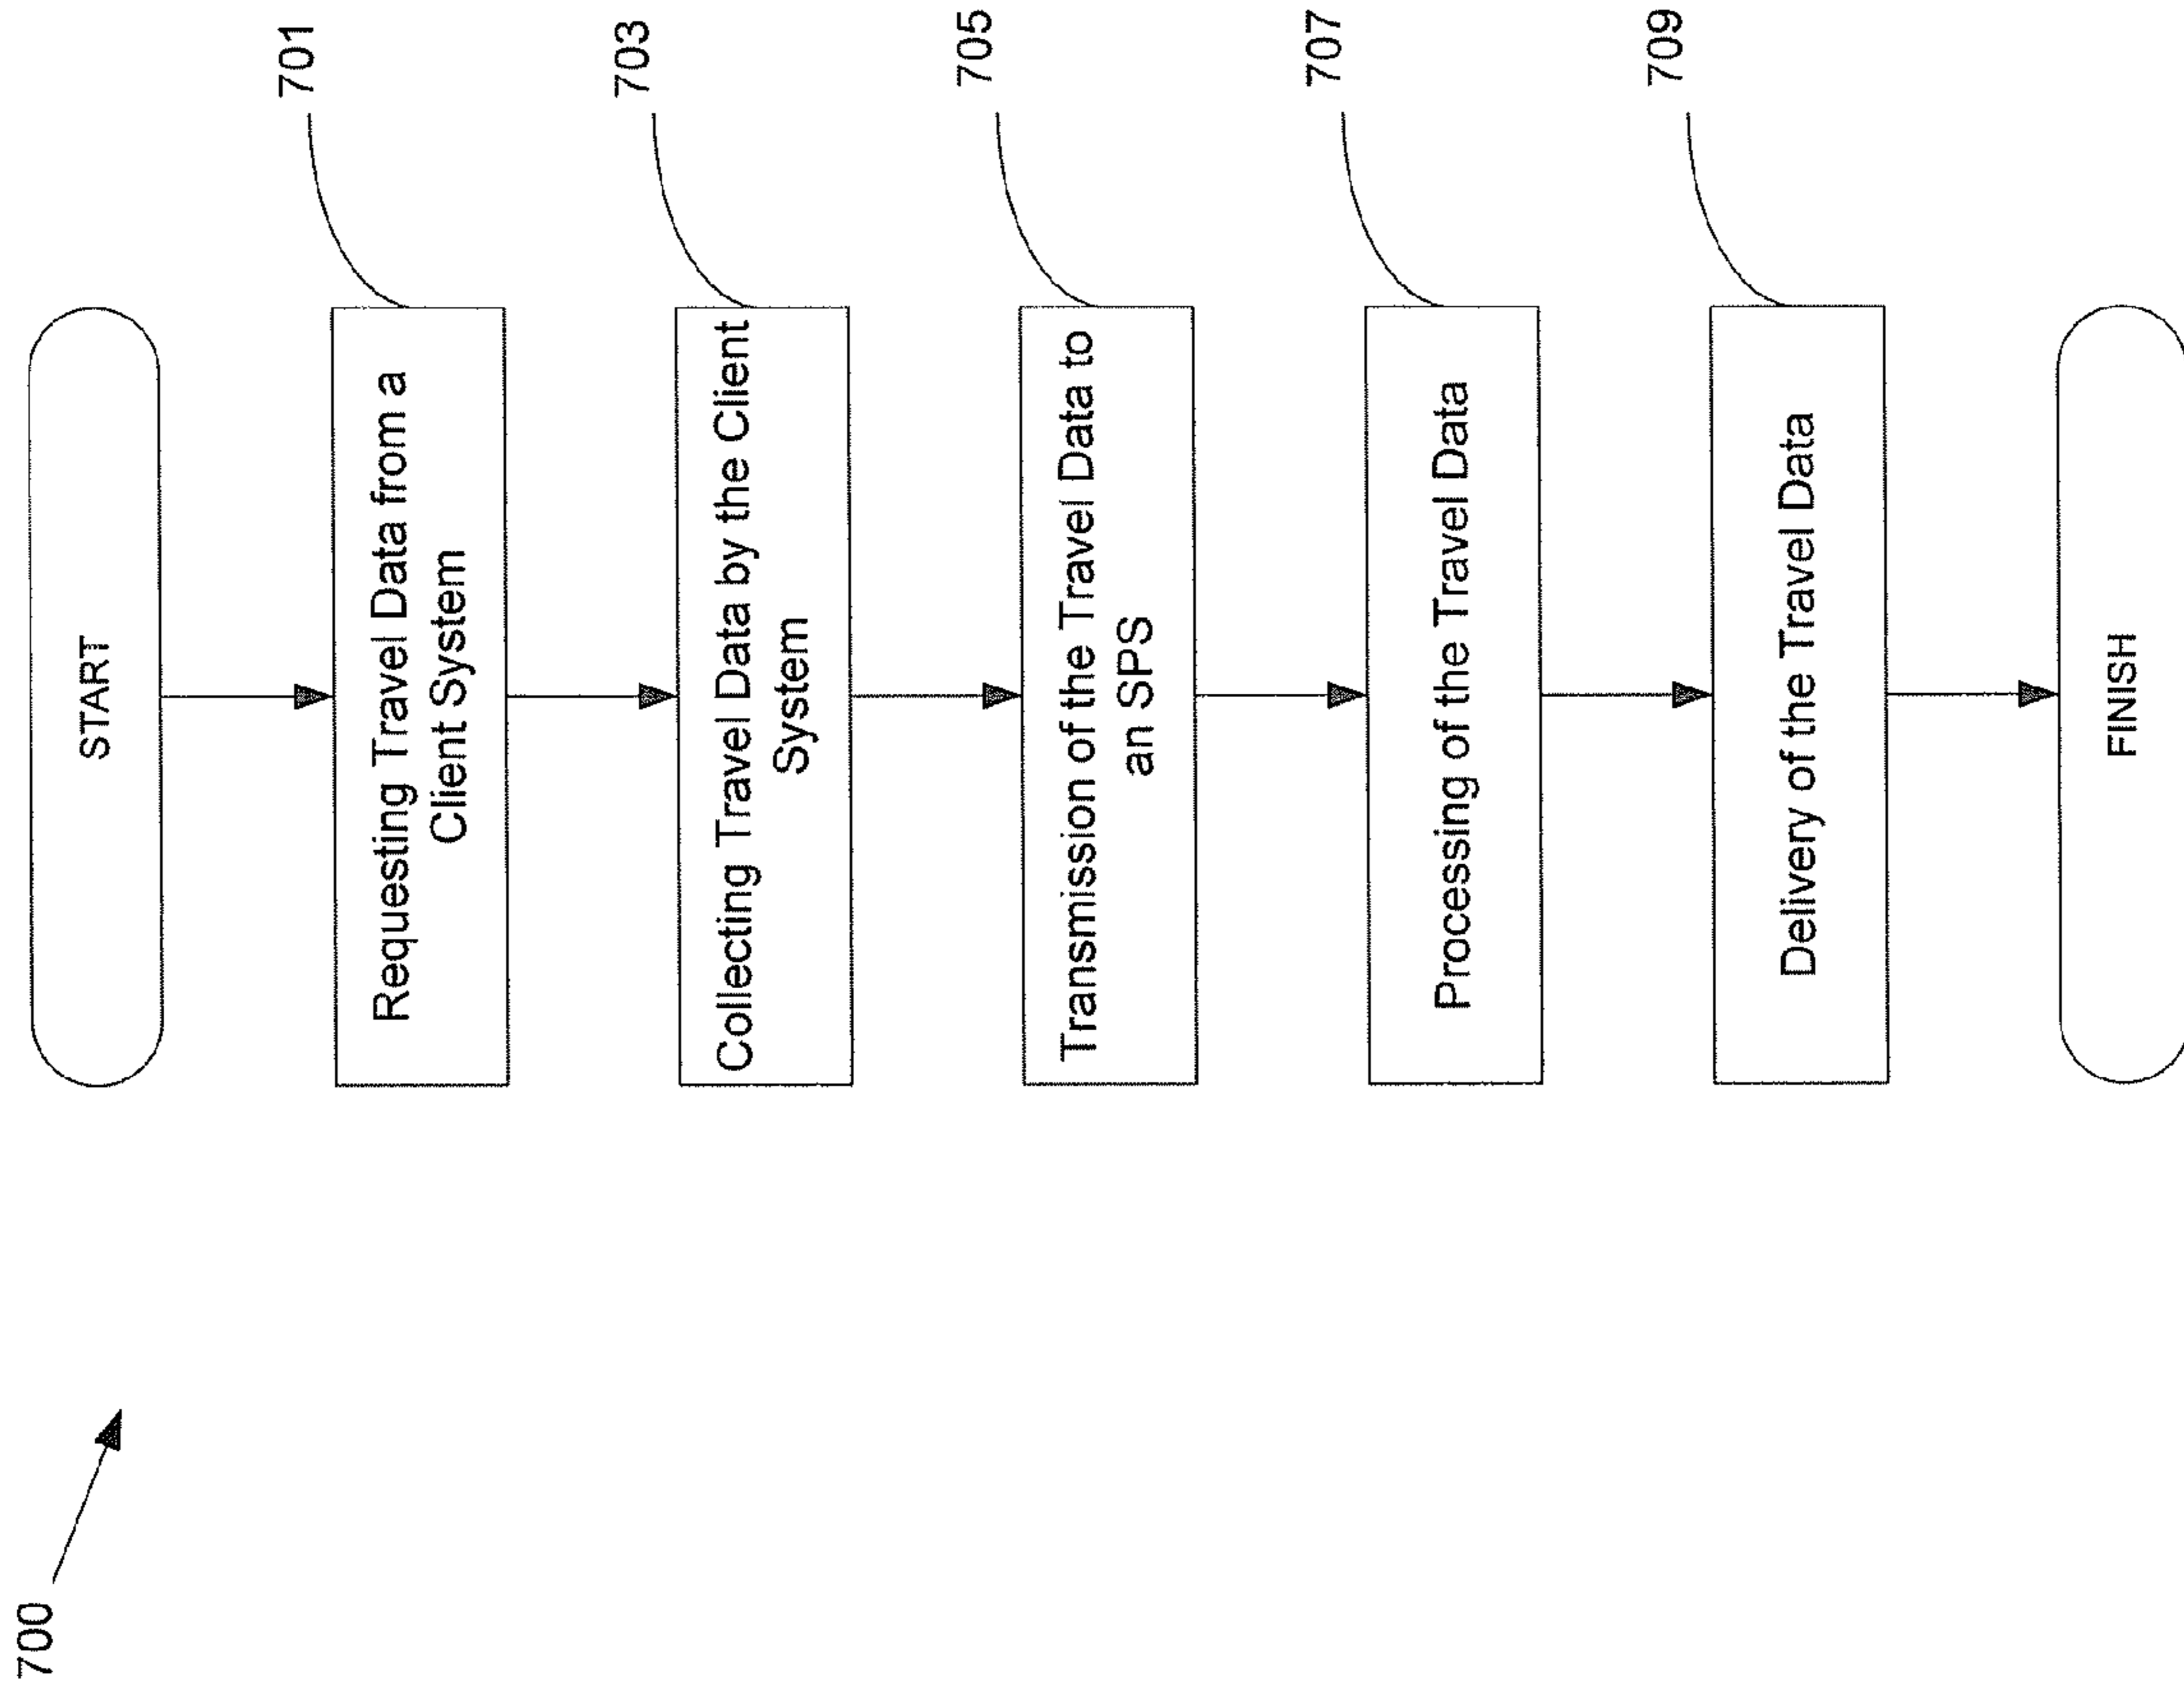 700
START
701
Requesting Travel Data from a
Client System
703
Collecting Travel Data by the Client
System
705
Transmission of the Travel Data to
an SPS
707
Processing of the Travel Data
709
Delivery of the Travel Data
FINISH